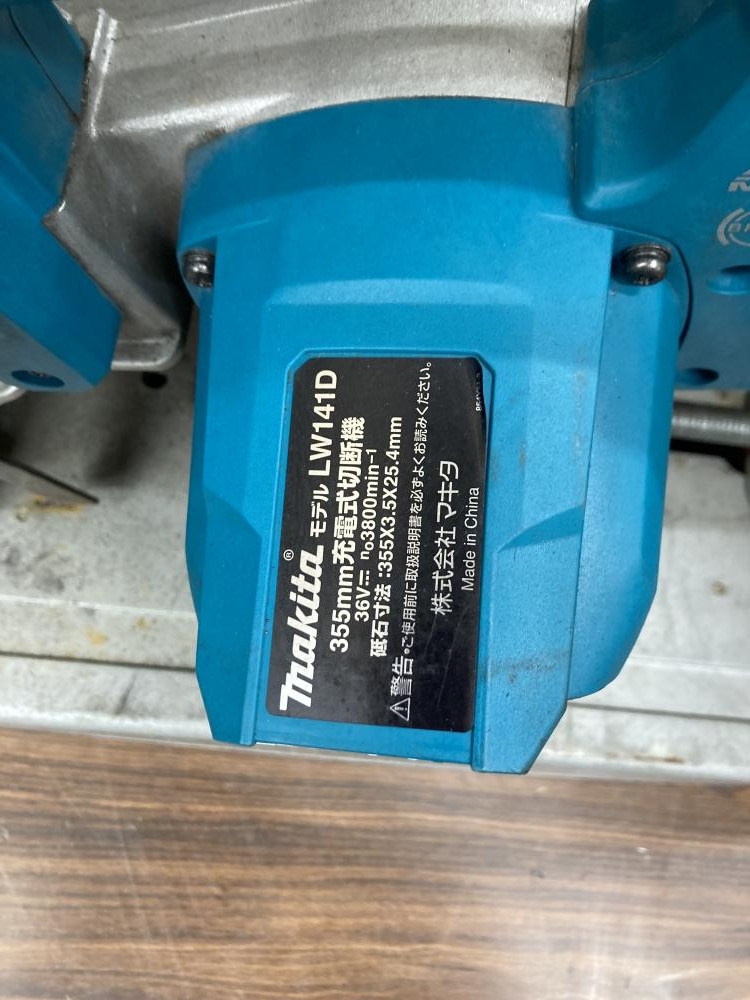 makita® モデル LW141D
355mm充電式切断機
36V⎓ n₀3800min⁻¹
砥石寸法:355X3.5X25.4mm
⚠警告 •ご使用前に取扱説明書を必ずよくお読みください。
株式会社マキタ
Made in China